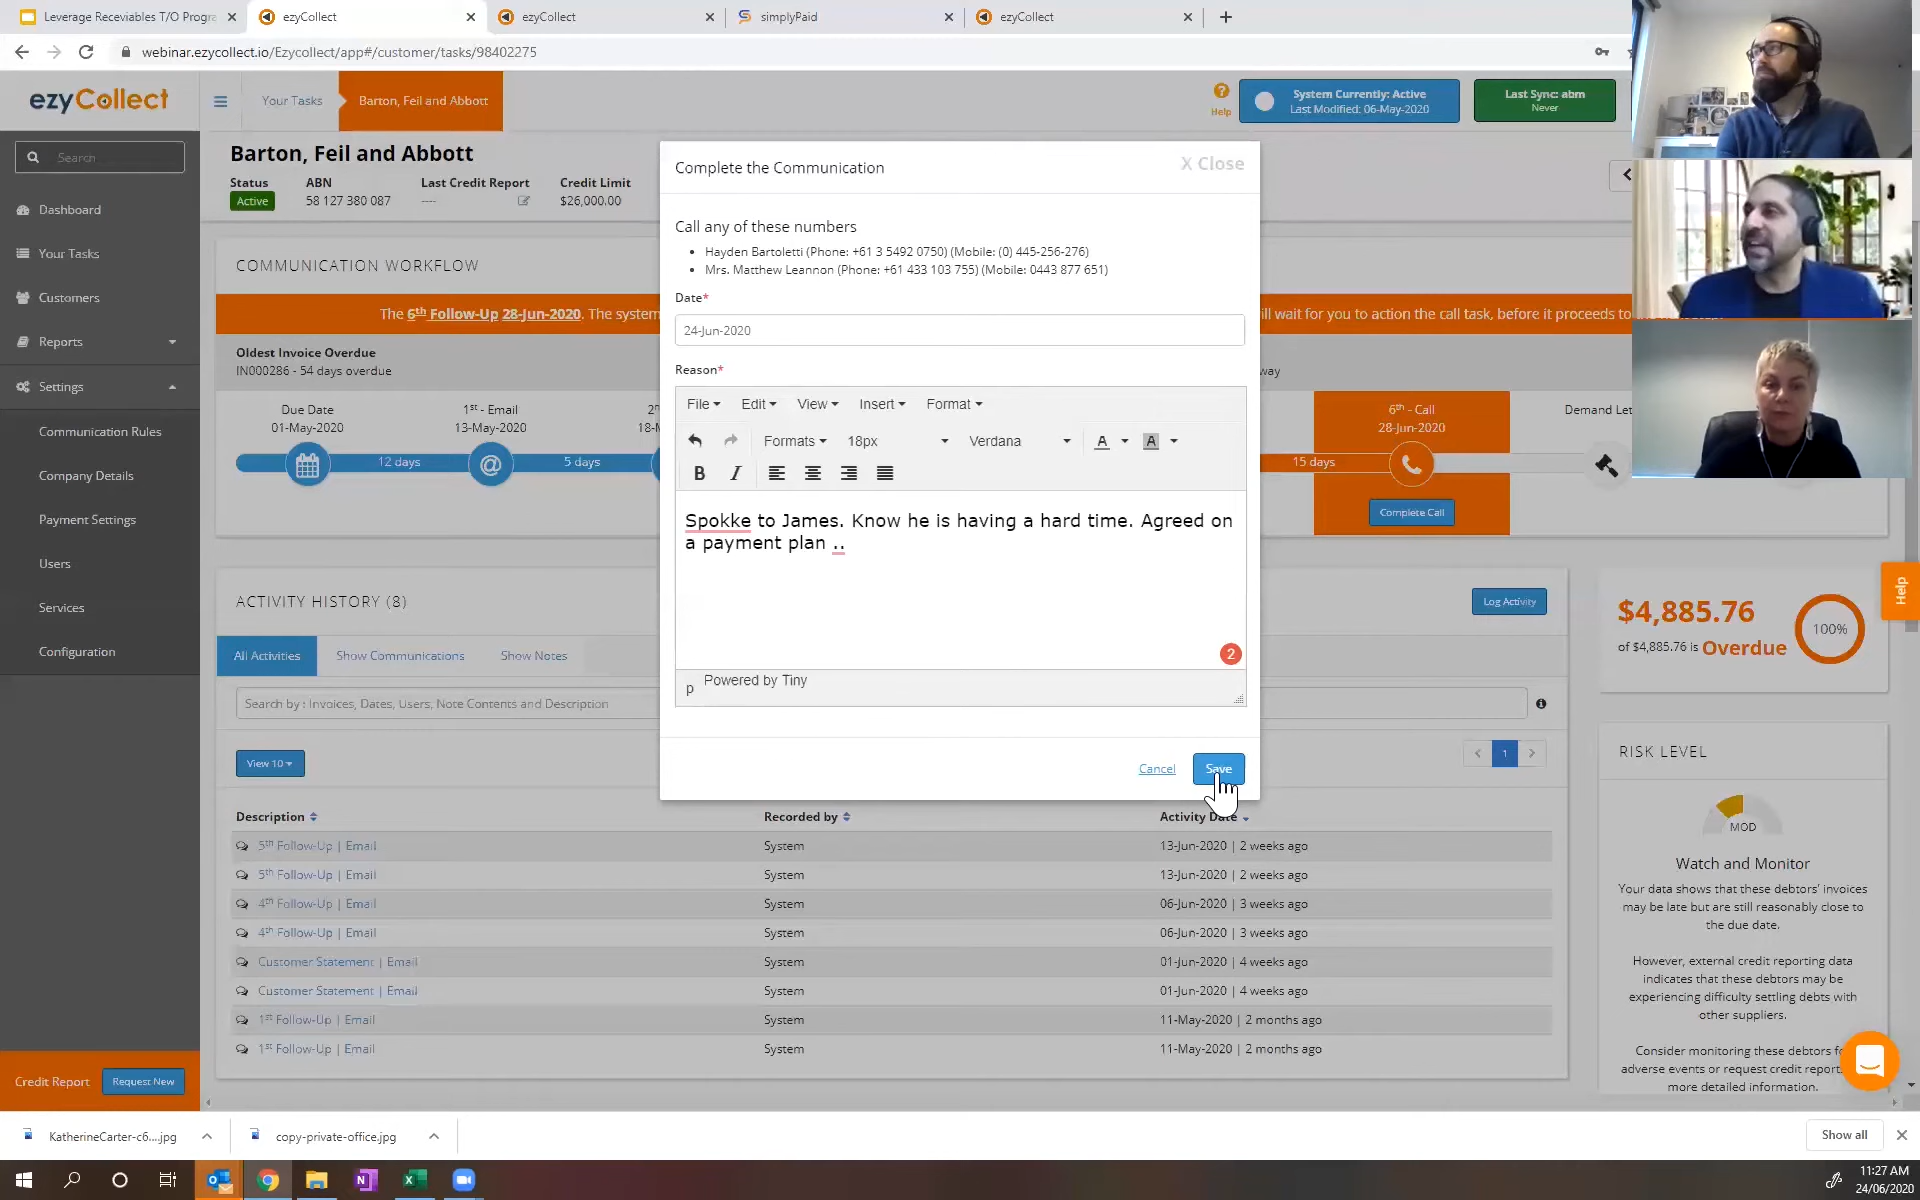 Leverage Receviables T/O Progra
ezyCollect
ezyCollect
simplyPaid
ezyCollect
webinar.ezycollect.io/Ezycollect/app#/customer/tasks/98402275
ezyCollect
Your Tasks
Barton, Feil and Abbott
Help
System Currently: Active
Last Modified: 06-May-2020
Last Sync: abm
Never
Search
Dashboard
Your Tasks
Customers
Reports
Settings
Communication Rules
Company Details
Payment Settings
Users
Services
Configuration
Credit Report
Request New
Barton, Feil and Abbott
Status ABN Last Credit Report Credit Limit
Active 58 127 380 087 ---- $26,000.00
COMMUNICATION WORKFLOW
The 6th Follow-Up 28-Jun-2020. The system
ill wait for you to action the call task, before it proceeds to
Oldest Invoice Overdue
IN000286 - 54 days overdue
way
Due Date
01-May-2020
12 days
1st - Email
13-May-2020
5 days
2n
18-M
15 days
6th - Call
28-Jun-2020
Complete Call
Demand Let
Complete the Communication
X Close
Call any of these numbers
Hayden Bartoletti (Phone: +61 3 5492 0750) (Mobile: (0) 445-256-276)
Mrs. Matthew Leannon (Phone: +61 433 103 755) (Mobile: 0443 877 651)
Date*
24-Jun-2020
Reason*
File Edit View Insert Format
Formats 18px Verdana A A
B I
Spokke to James. Know he is having a hard time. Agreed on
a payment plan ..
2
p Powered by Tiny
Cancel
Save
ACTIVITY HISTORY (8)
Log Activity
All Activities
Show Communications
Show Notes
Search by : Invoices, Dates, Users, Note Contents and Description
View 10
1
Description Recorded by Activity Date
5th Follow-Up | Email System 13-Jun-2020 | 2 weeks ago
5th Follow-Up | Email System 13-Jun-2020 | 2 weeks ago
4th Follow-Up | Email System 06-Jun-2020 | 3 weeks ago
4th Follow-Up | Email System 06-Jun-2020 | 3 weeks ago
Customer Statement | Email System 01-Jun-2020 | 4 weeks ago
Customer Statement | Email System 01-Jun-2020 | 4 weeks ago
1st Follow-Up | Email System 11-May-2020 | 2 months ago
1st Follow-Up | Email System 11-May-2020 | 2 months ago
$4,885.76
of $4,885.76 is Overdue
100%
Help
RISK LEVEL
MOD
Watch and Monitor
Your data shows that these debtors' invoices
may be late but are still reasonably close to
the due date.
However, external credit reporting data
indicates that these debtors may be
experiencing difficulty settling debts with
other suppliers.
Consider monitoring these debtors fo
adverse events or request credit report
more detailed information.
KatherineCarter-c6....jpg
copy-private-office.jpg
Show all
11:27 AM
24/06/2020